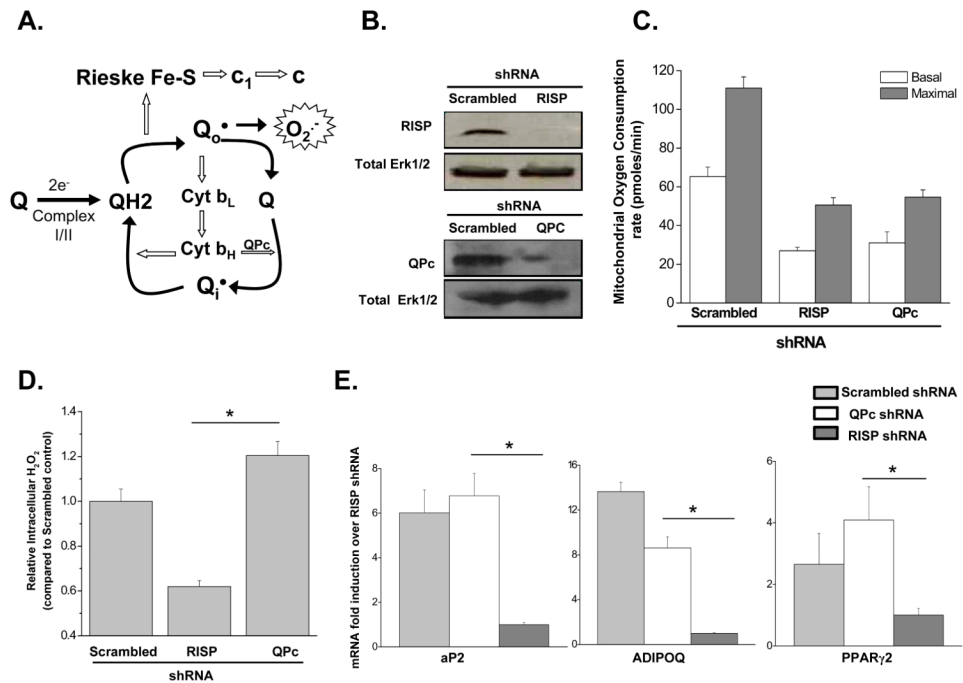 A.
Rieske Fe-S c1 c
Qo• O2·-
Q 2e- QH2 Cyt bL Q
Complex
I/II
Cyt bH QPc
Qi•
B.
shRNA
Scrambled RISP
RISP
Total Erk1/2
shRNA
Scrambled QPC
QPc
Total Erk1/2
C.
Mitochondrial Oxygen Consumption
rate (pmoles/min)
120
100
80
60
40
20
0
Basal
Maximal
Scrambled RISP QPc
shRNA
D.
Relative Intracellular H2O2
(compared to Scrambled control)
1.4
1.2
1.0
0.8
0.6
0.4
*
Scrambled RISP QPc
shRNA
E.
Scrambled shRNA
QPc shRNA
RISP shRNA
mRNA fold induction over RISP shRNA
8
6
4
2
0
*
aP2
16
12
8
4
0
*
ADIPOQ
6
4
2
0
*
PPARγ2